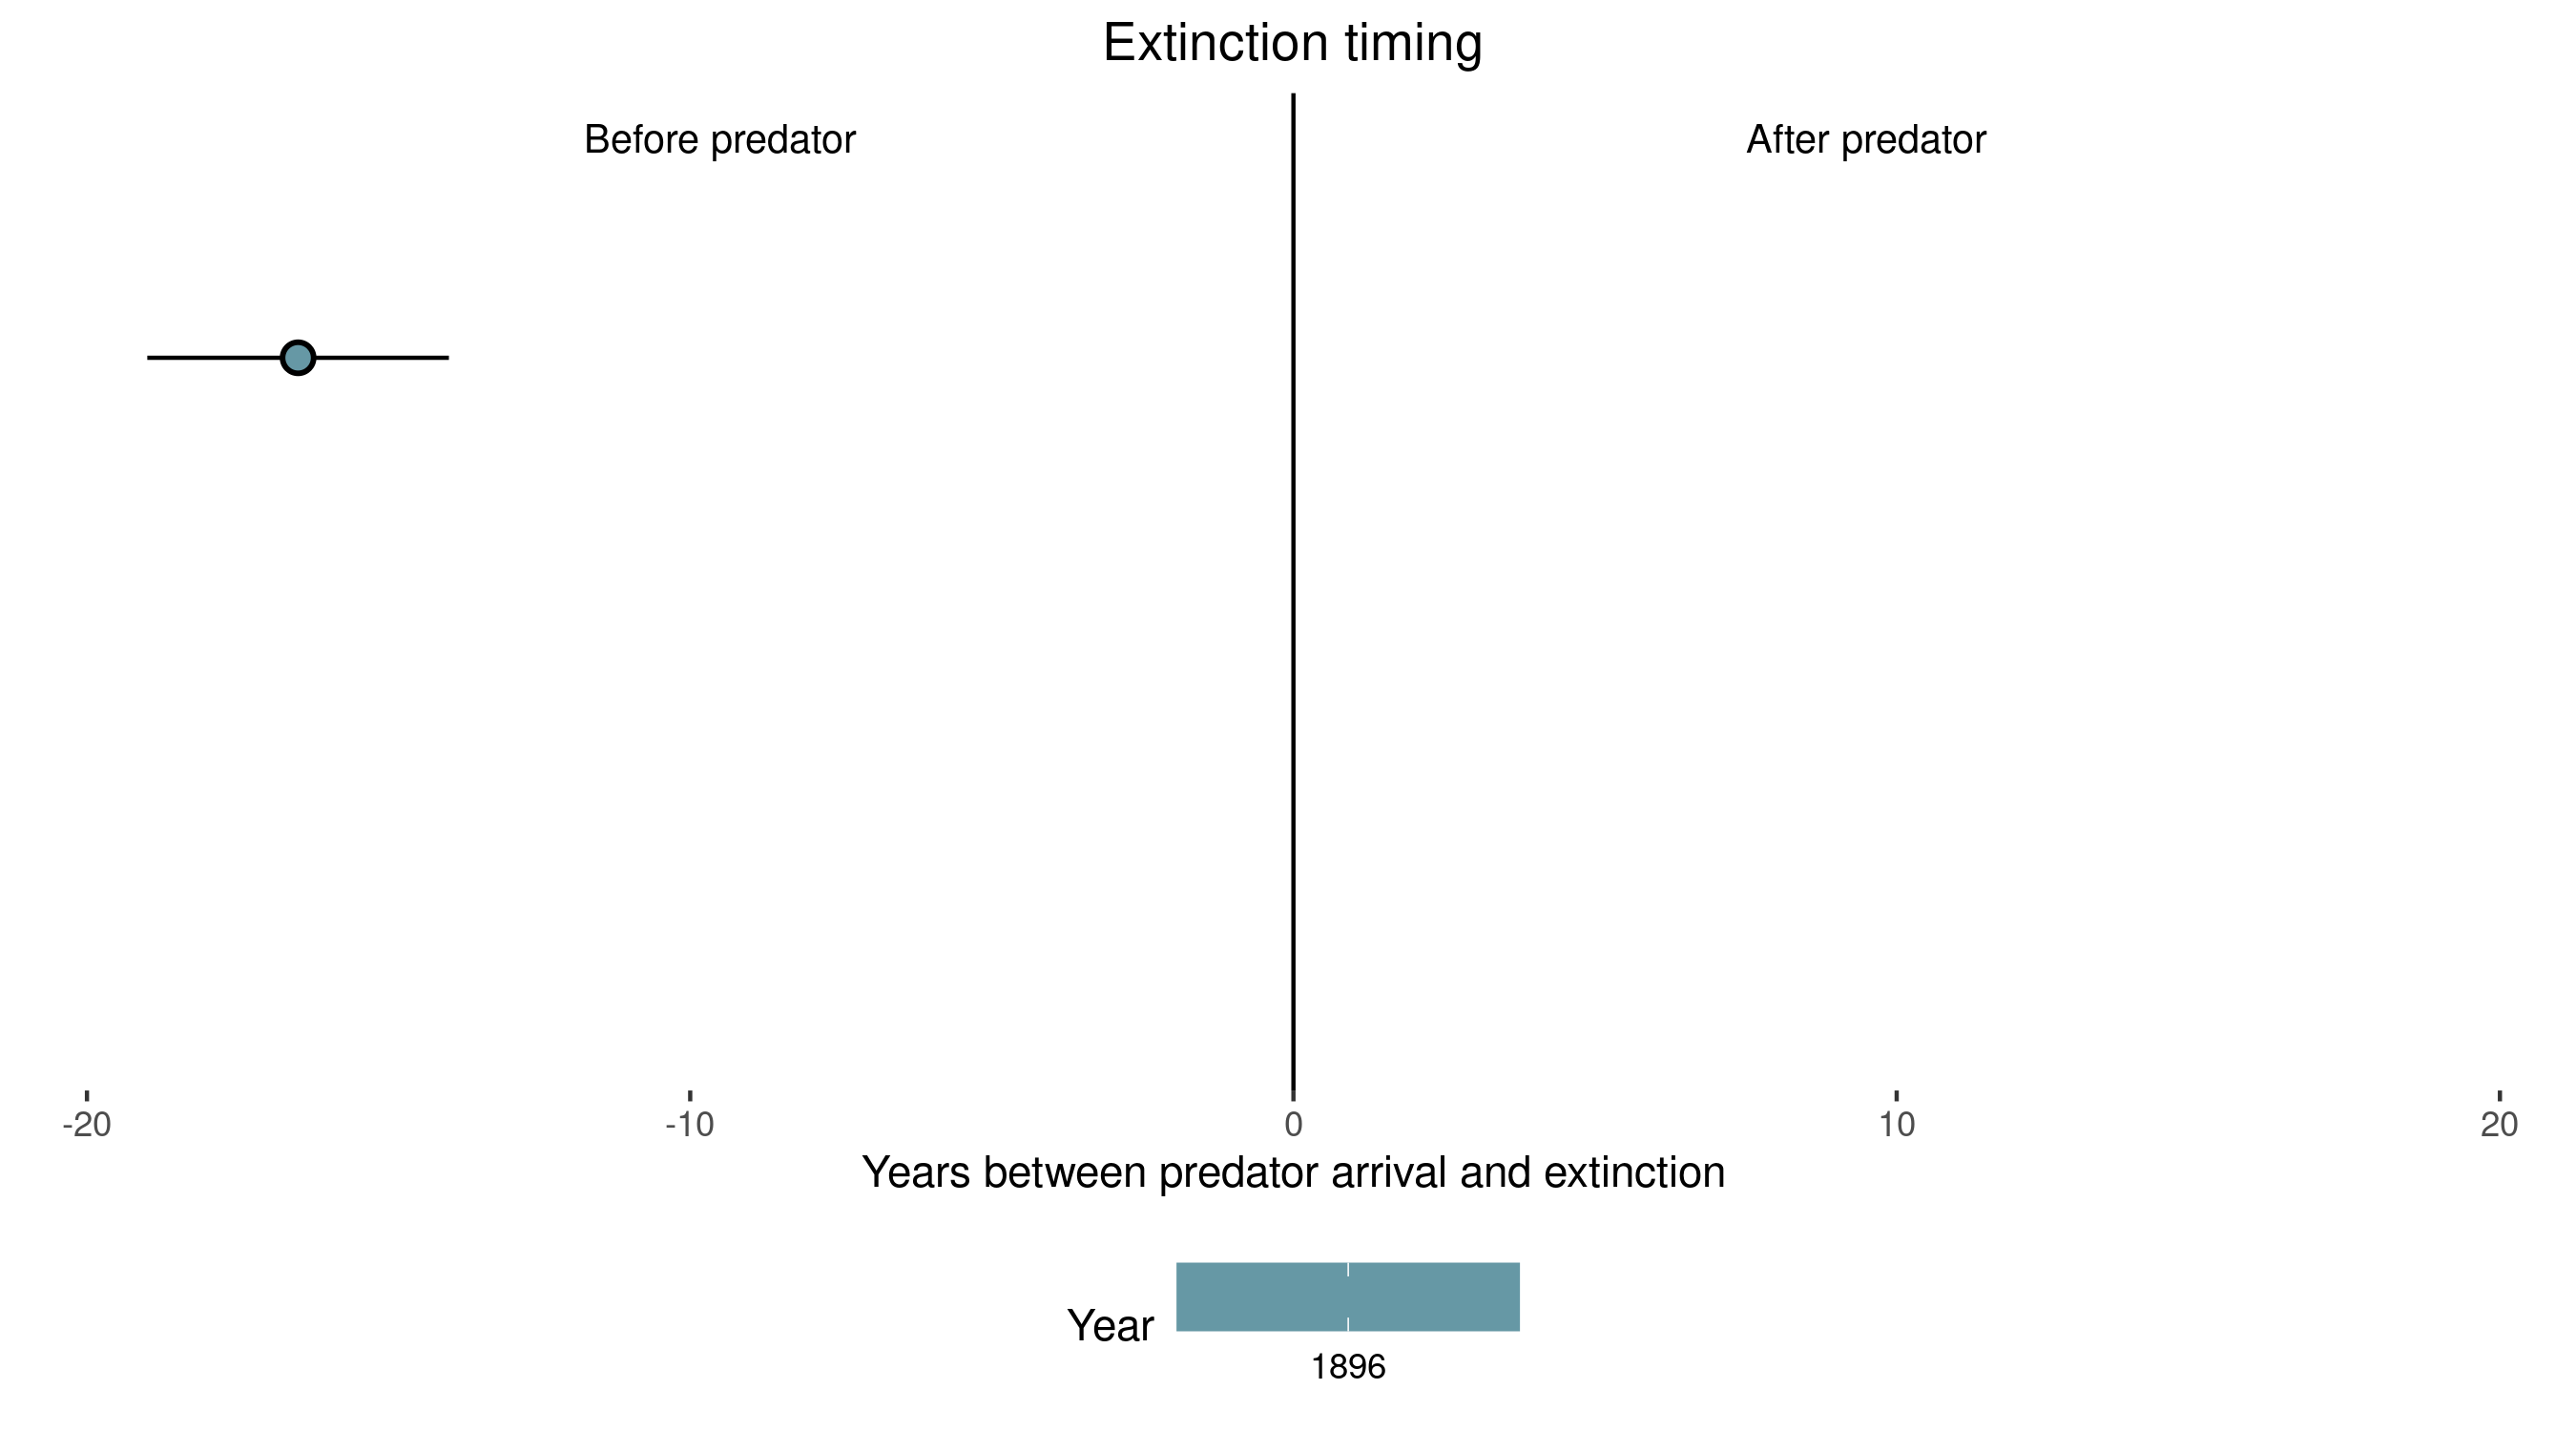 Extinction timing
Before predator
After predator
-20
-10
0
10
20
Years between predator arrival and extinction
Year
1896